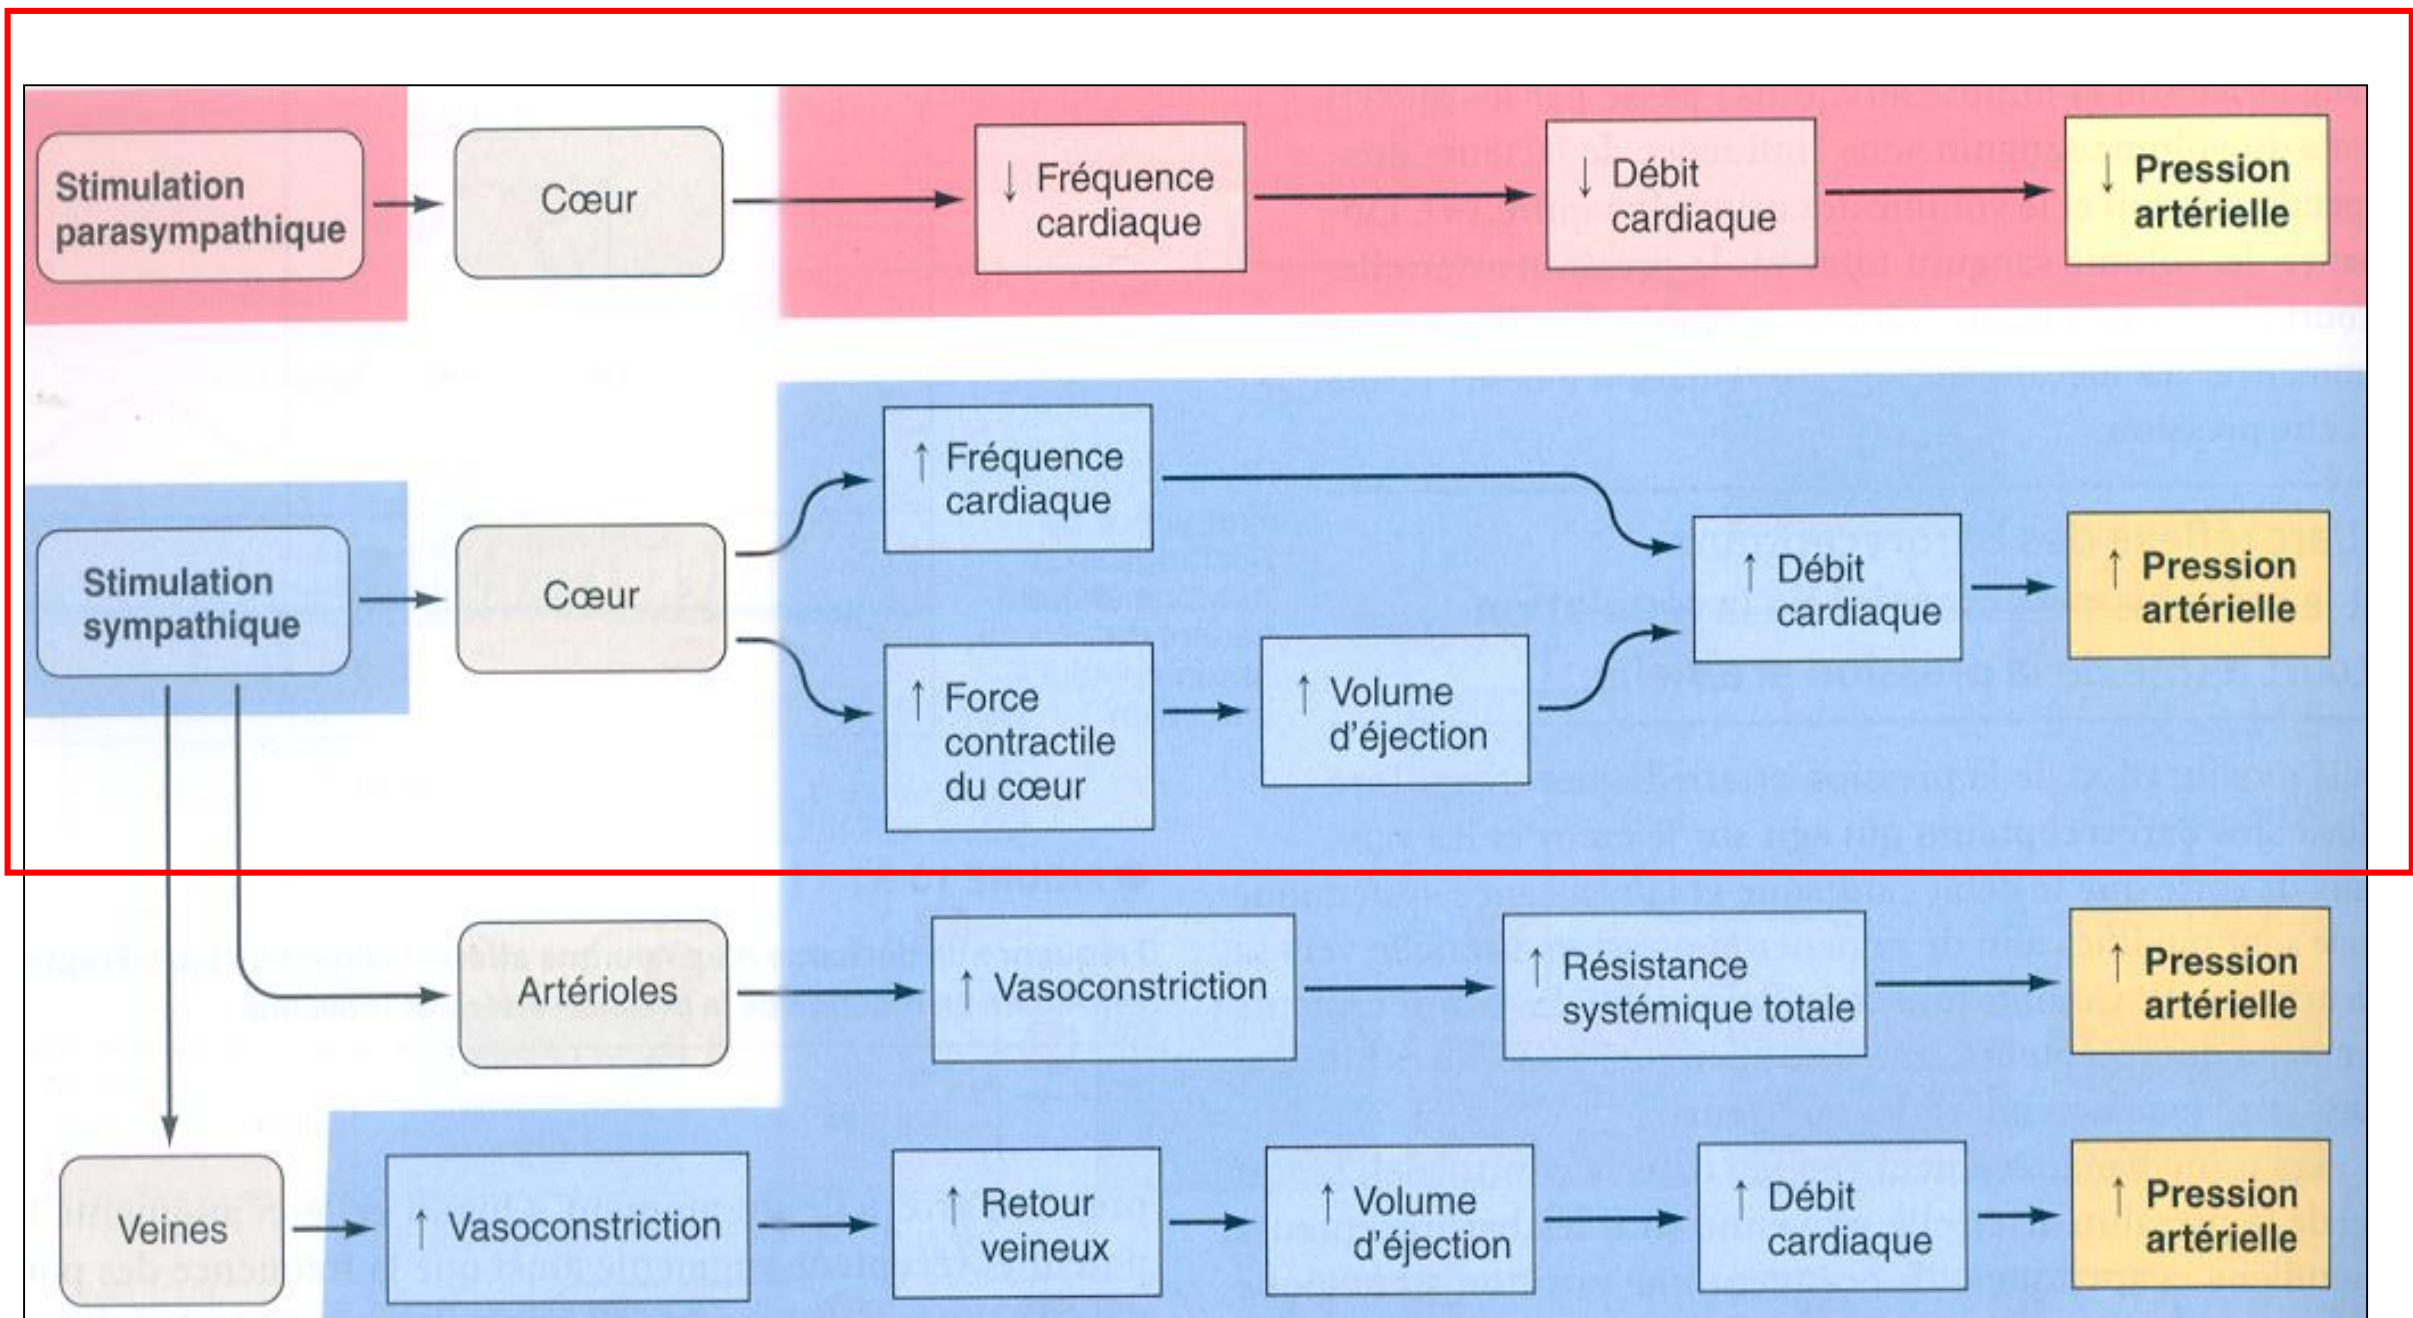 Stimulation
parasympathique
Cœur
↓ Fréquence
cardiaque
↓ Débit
cardiaque
↓ Pression
artérielle
Stimulation
sympathique
Cœur
↑ Fréquence
cardiaque
↑ Force
contractile
du cœur
↑ Volume
d'éjection
↑ Débit
cardiaque
↑ Pression
artérielle
Artérioles
↑ Vasoconstriction
↑ Résistance
systémique totale
↑ Pression
artérielle
Veines
↑ Vasoconstriction
↑ Retour
veineux
↑ Volume
d'éjection
↑ Débit
cardiaque
↑ Pression
artérielle